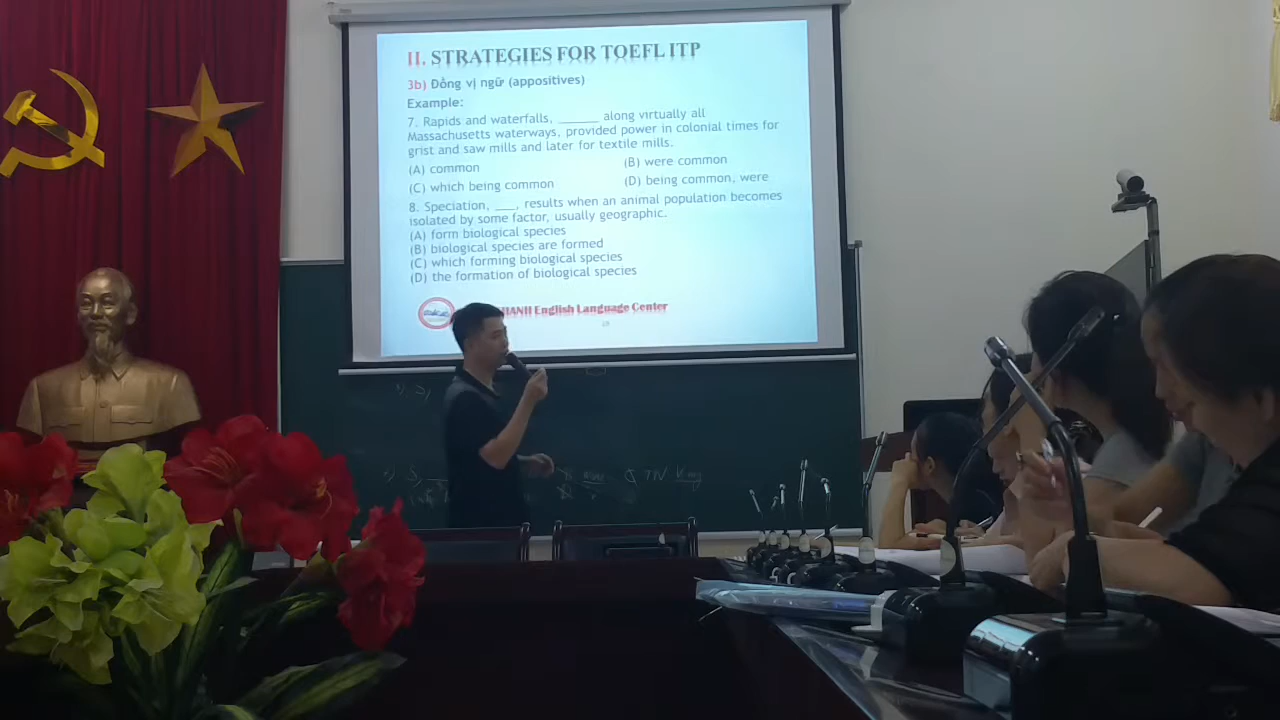 II. STRATEGIES FOR TOEFL ITP
3b) Đồng vị ngữ (appositives)
Example:
7. Rapids and waterfalls, ______ along virtually all
Massachusetts waterways, provided power in colonial times for
grist and saw mills and later for textile mills.
(A) common (B) were common
(C) which being common (D) being common, were
8. Speciation, ___, results when an animal population becomes
isolated by some factor, usually geographic.
(A) form biological species
(B) biological species are formed
(C) which forming biological species
(D) the formation of biological species
English Language Center